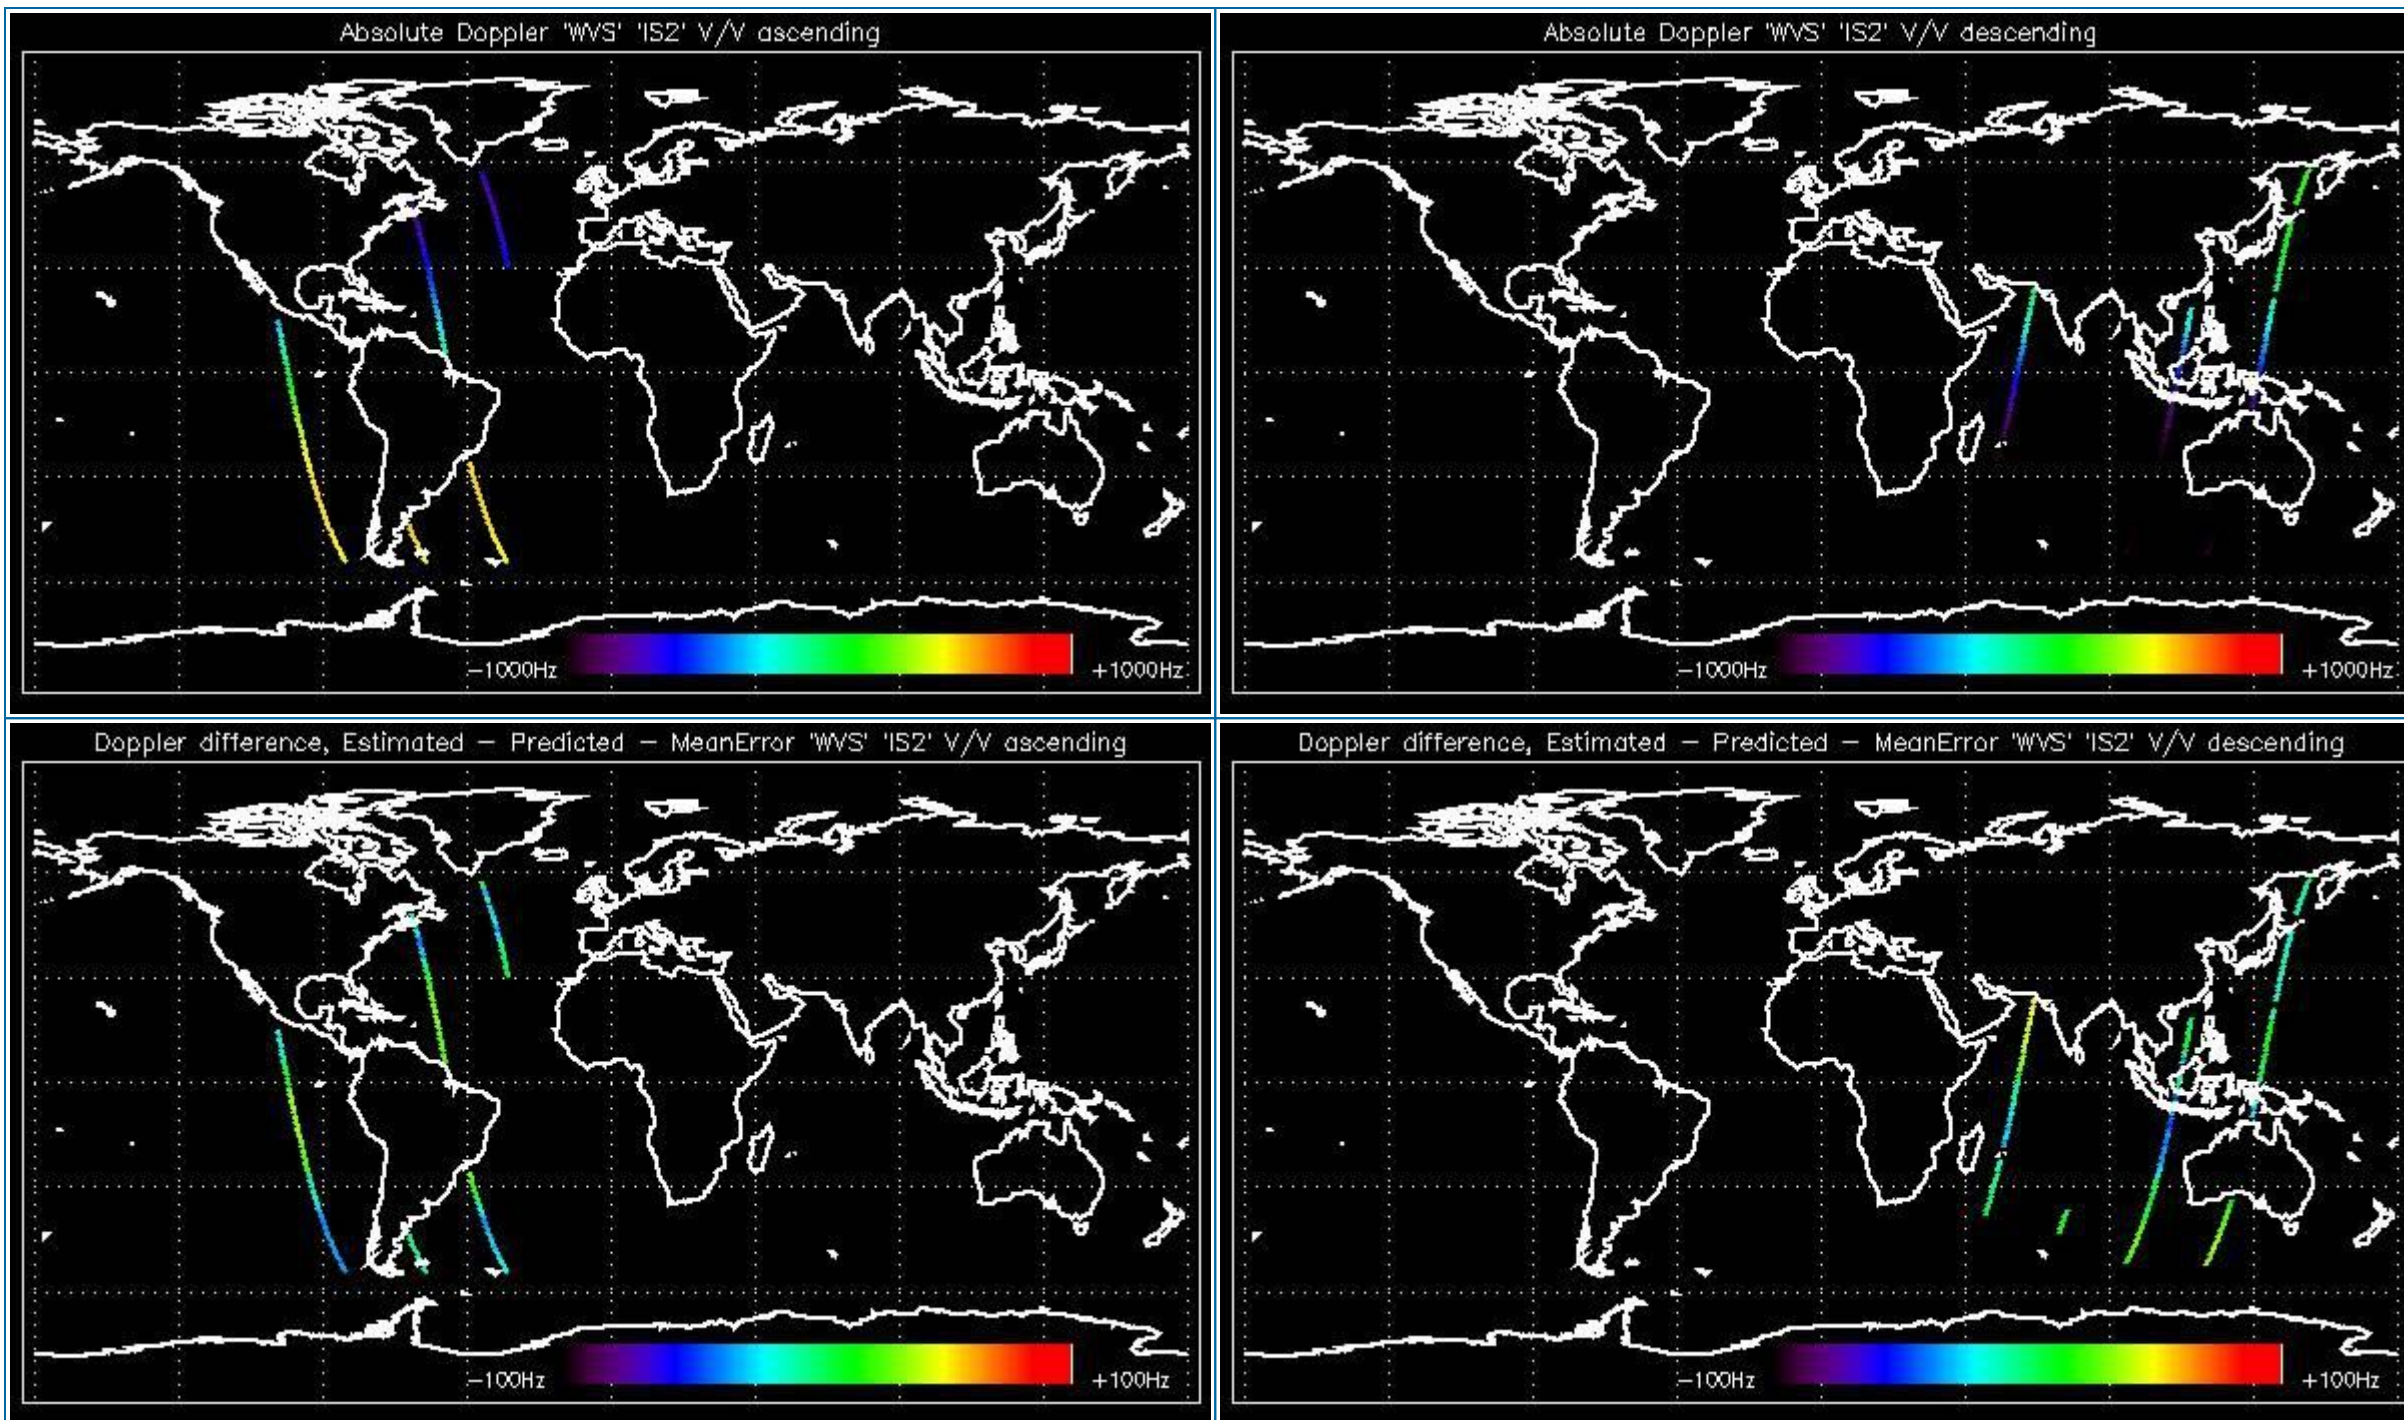 Absolute Doppler 'WVS' 'IS2' V/V ascending
-1000Hz
+1000Hz
Absolute Doppler 'WVS' 'IS2' V/V descending
-1000Hz
+1000Hz
Doppler difference, Estimated - Predicted - MeanError 'WVS' 'IS2' V/V ascending
-100Hz
+100Hz
Doppler difference, Estimated - Predicted - MeanError 'WVS' 'IS2' V/V descending
-100Hz
+100Hz